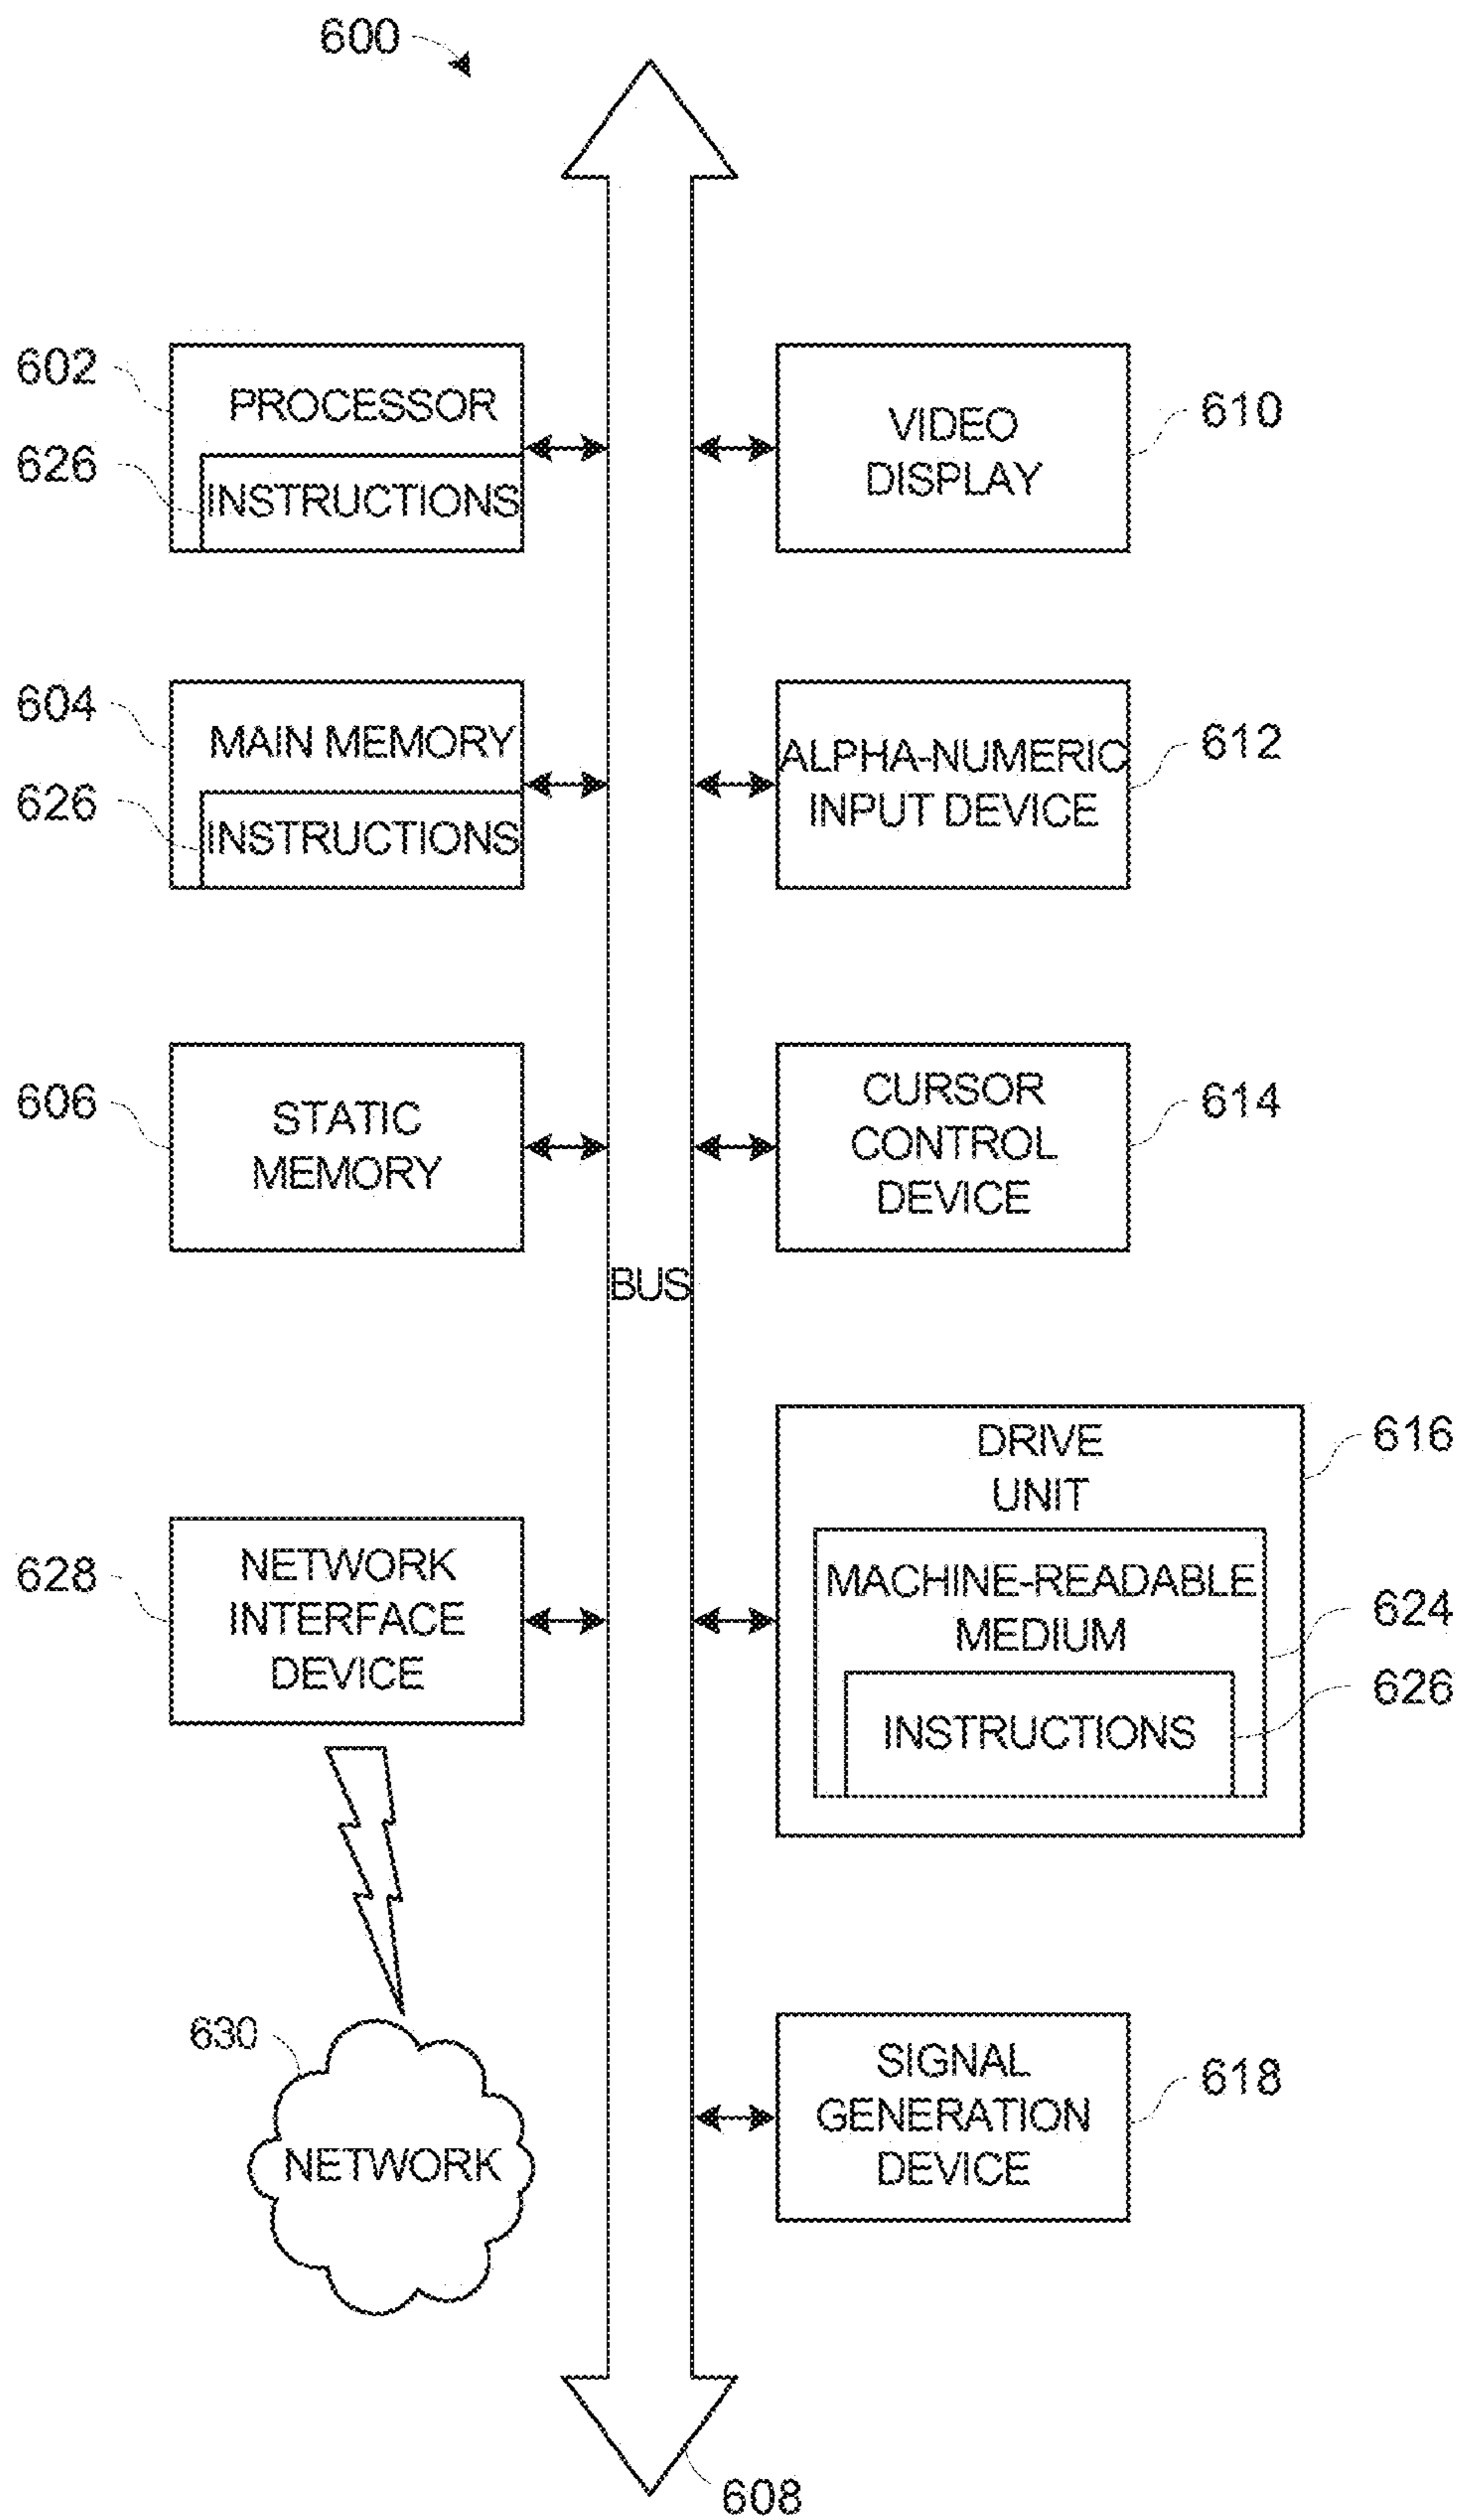 600
602
PROCESSOR
626
INSTRUCTIONS
604
MAIN MEMORY
626
INSTRUCTIONS
606
STATIC
MEMORY
628
NETWORK
INTERFACE
DEVICE
630
NETWORK
BUS
608
VIDEO
DISPLAY
610
ALPHA-NUMERIC
INPUT DEVICE
612
CURSOR
CONTROL
DEVICE
614
DRIVE
UNIT
616
MACHINE-READABLE
MEDIUM
624
INSTRUCTIONS
626
SIGNAL
GENERATION
DEVICE
618